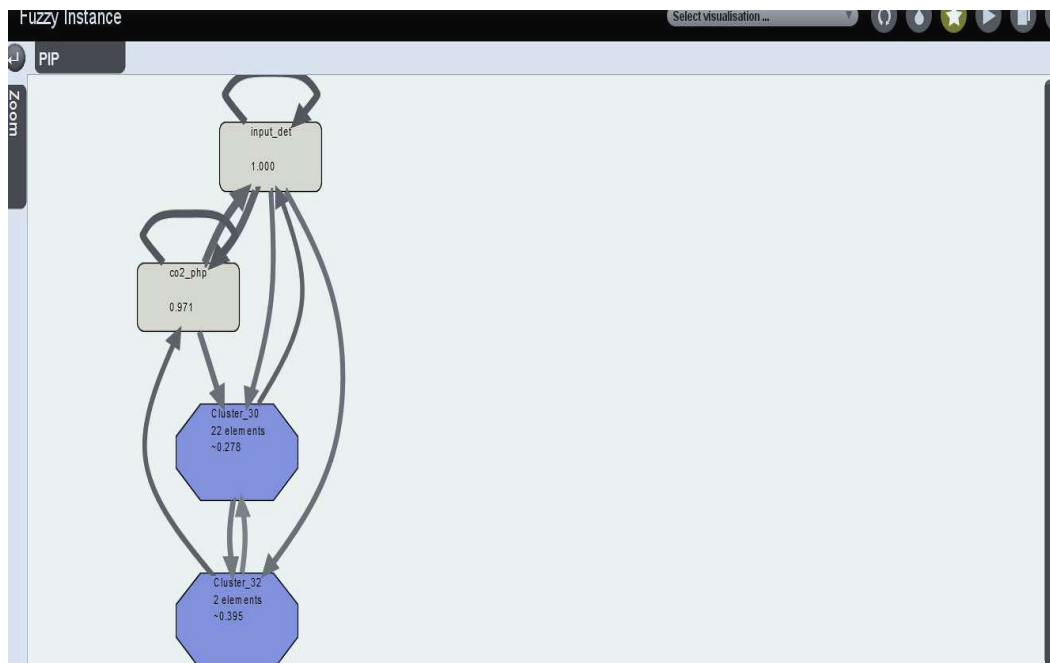 Fuzzy Instance
Select visualisation ...
PIP
Zoom
input_det
1.000
co2_php
0.971
Cluster_30
22 elements
~0.278
Cluster_32
2 elements
~0.395